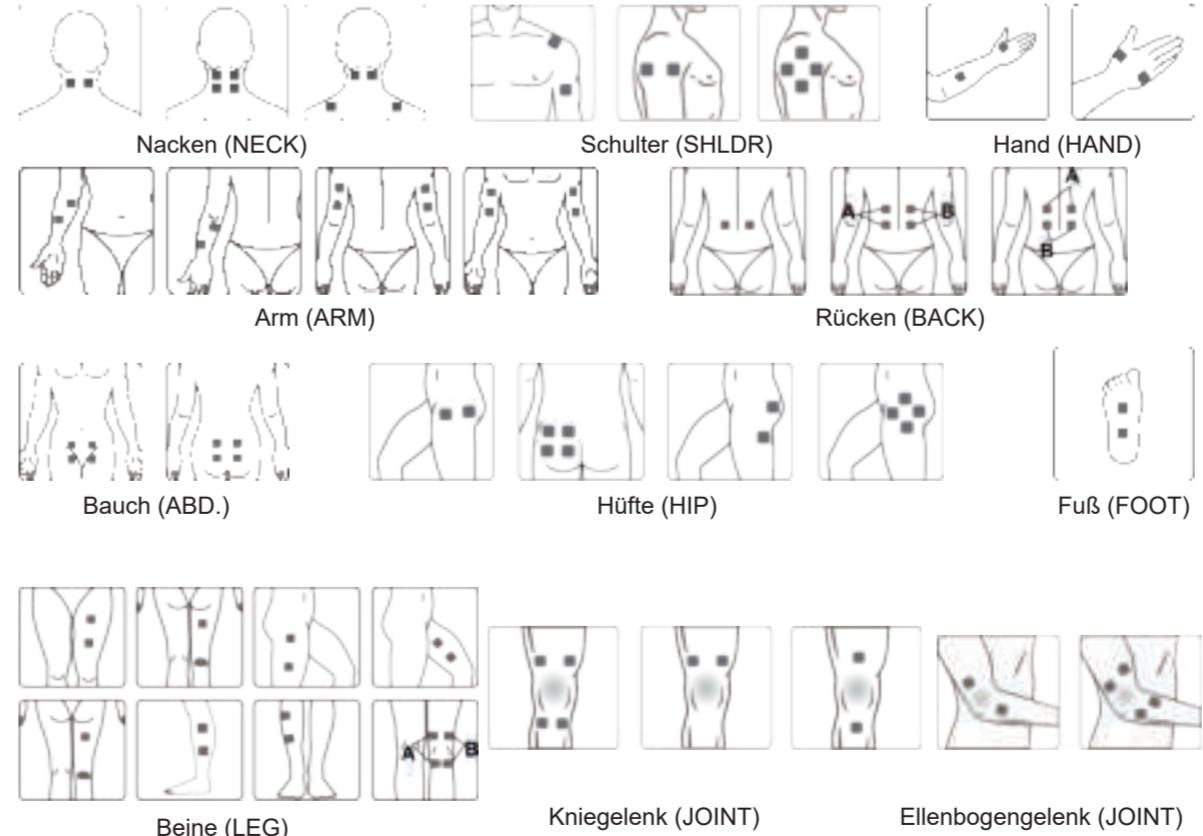 Nacken (NECK)
Schulter (SHLDR)
Hand (HAND)
A B
A
B
Arm (ARM)
Rücken (BACK)
Bauch (ABD.)
Hüfte (HIP)
Fuß (FOOT)
A B
Beine (LEG)
Kniegelenk (JOINT)
Ellenbogengelenk (JOINT)